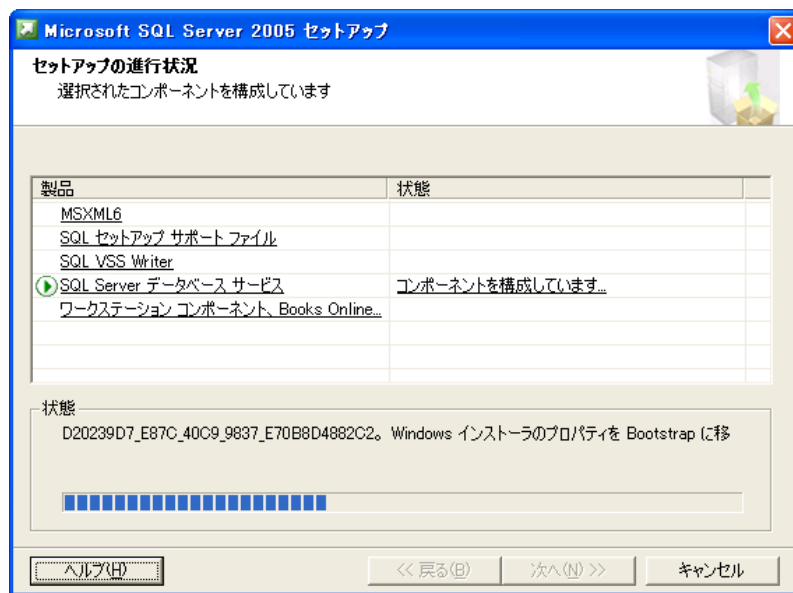 Microsoft SQL Server 2005 セットアップ
セットアップの進行状況
選択されたコンポーネントを構成しています
製品 状態
MSXML6
SQL セットアップ サポート ファイル
SQL VSS Writer
SQL Server データベース サービス コンポーネントを構成しています...
ワークステーション コンポーネント、Books Online...
状態
D20239D7_E87C_40C9_9837_E70B8D4882C2。Windows インストーラのプロパティを Bootstrap に移
ヘルプ(H) << 戻る(B) 次へ(N) >> キャンセル